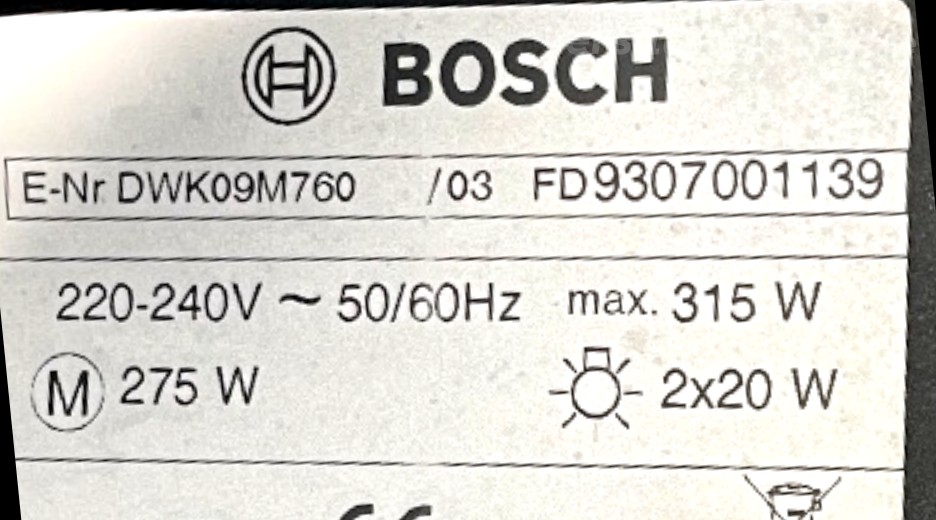 BOSCH
E-Nr. DWK09M760 /03 FD9307001139
220-240V ~ 50/60Hz max. 315 W
M 275 W 2x20 W